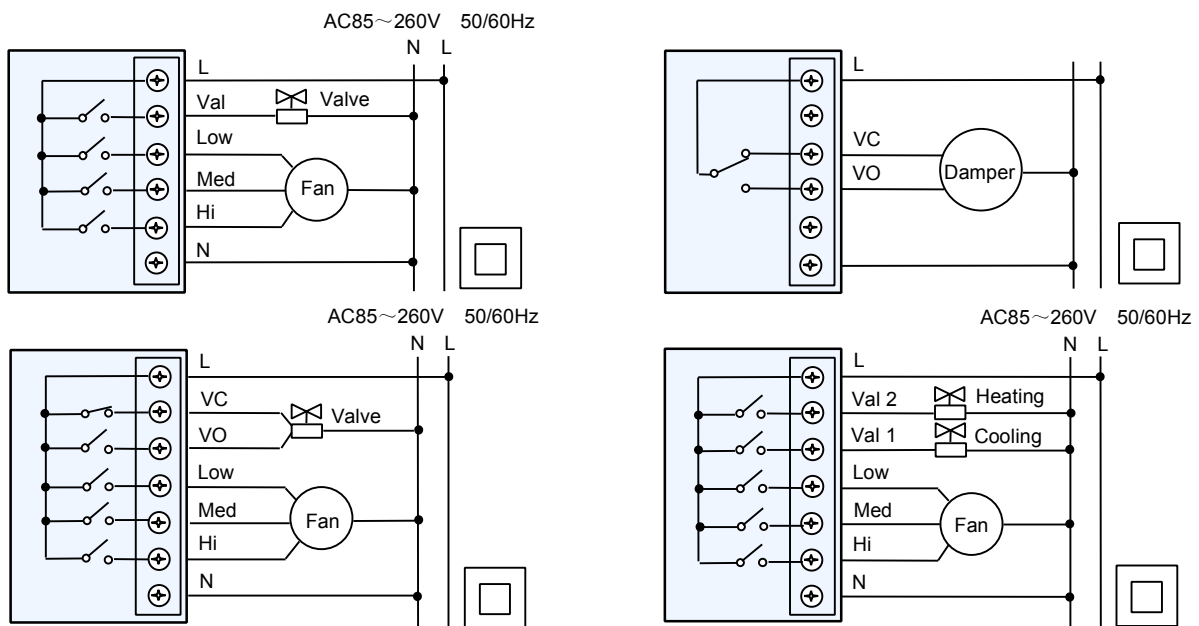 AC85～260V 50/60Hz
N L
L
Val Valve
Low
Med
Fan
Hi
N
L
VC
VO
Damper
AC85～260V 50/60Hz
N L
L
VC
Valve
VO
Low
Med
Fan
Hi
N
AC85～260V 50/60Hz
N L
L
Val 2 Heating
Val 1 Cooling
Low
Med
Fan
Hi
N